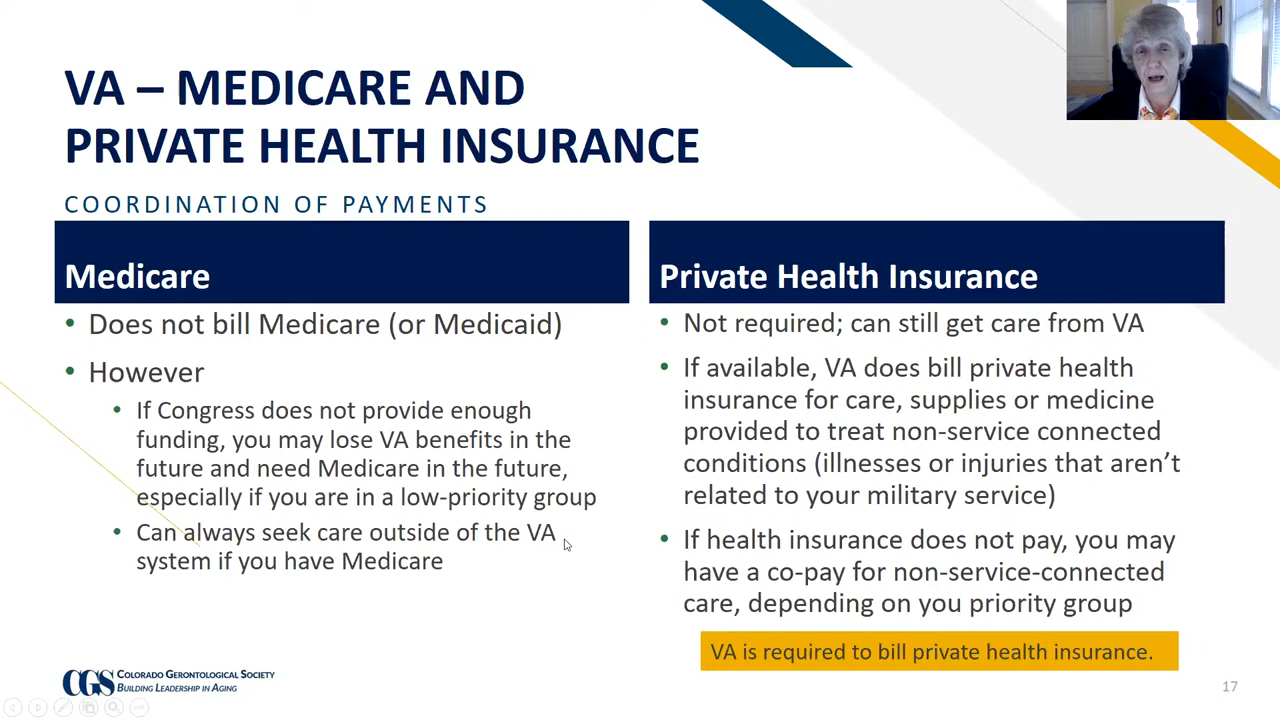 VA – MEDICARE AND
PRIVATE HEALTH INSURANCE
COORDINATION OF PAYMENTS
Medicare
• Does not bill Medicare (or Medicaid)
• However
• If Congress does not provide enough
funding, you may lose VA benefits in the
future and need Medicare in the future,
especially if you are in a low-priority group
• Can always seek care outside of the VA
system if you have Medicare
Private Health Insurance
• Not required; can still get care from VA
• If available, VA does bill private health
insurance for care, supplies or medicine
provided to treat non-service connected
conditions (illnesses or injuries that aren’t
related to your military service)
• If health insurance does not pay, you may
have a co-pay for non-service-connected
care, depending on you priority group
VA is required to bill private health insurance.
CGS
COLORADO GERONTOLOGICAL SOCIETY
BUILDING LEADERSHIP IN AGING
17